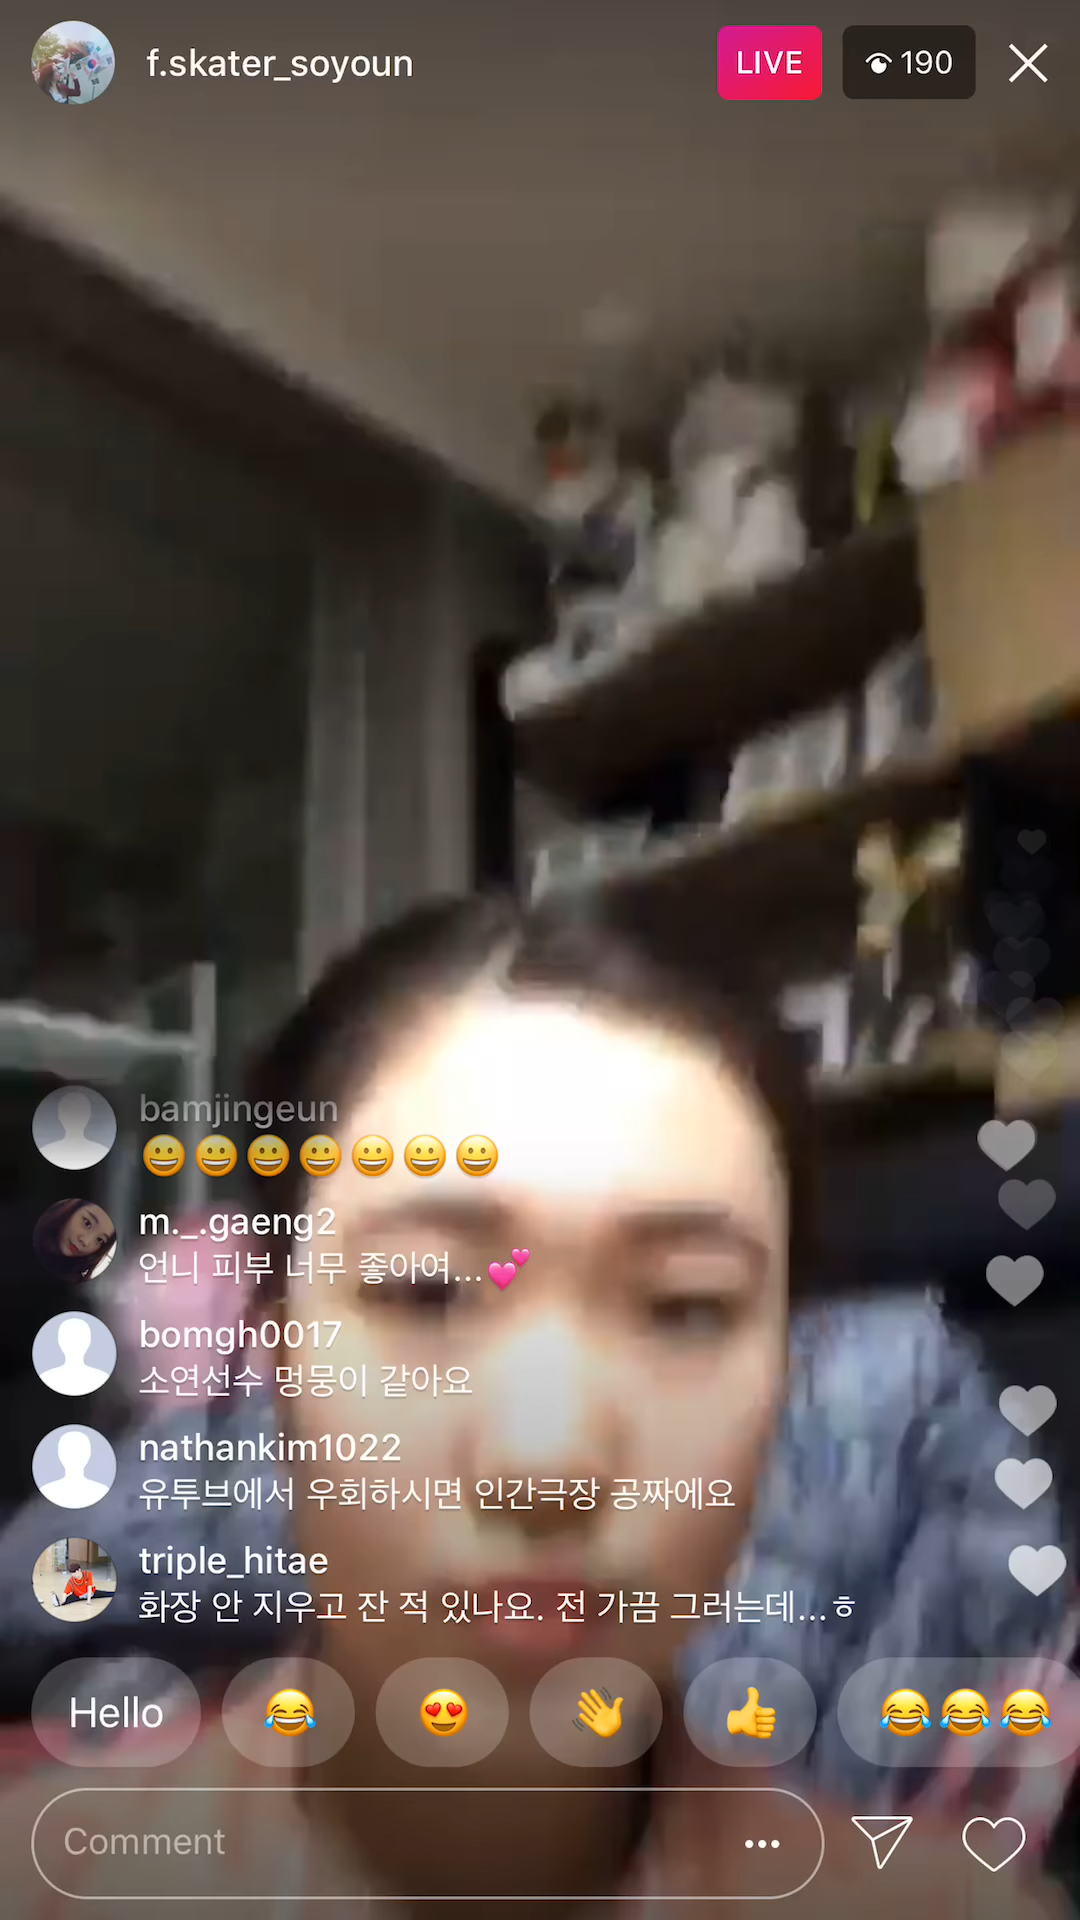 f.skater_soyoun
LIVE
190
bamjingeun
😀😀😀😀😀😀😀
m._.gaeng2
언니 피부 너무 좋아여...💕
bomgh0017
소연선수 멍뭉이 같아요
nathankim1022
유투브에서 우회하시면 인간극장 공짜에요
triple_hitae
화장 안 지우고 잔 적 있나요. 전 가끔 그러는데...ㅎ
Hello 😂 😍 👋 👍 😂😂😂
Comment